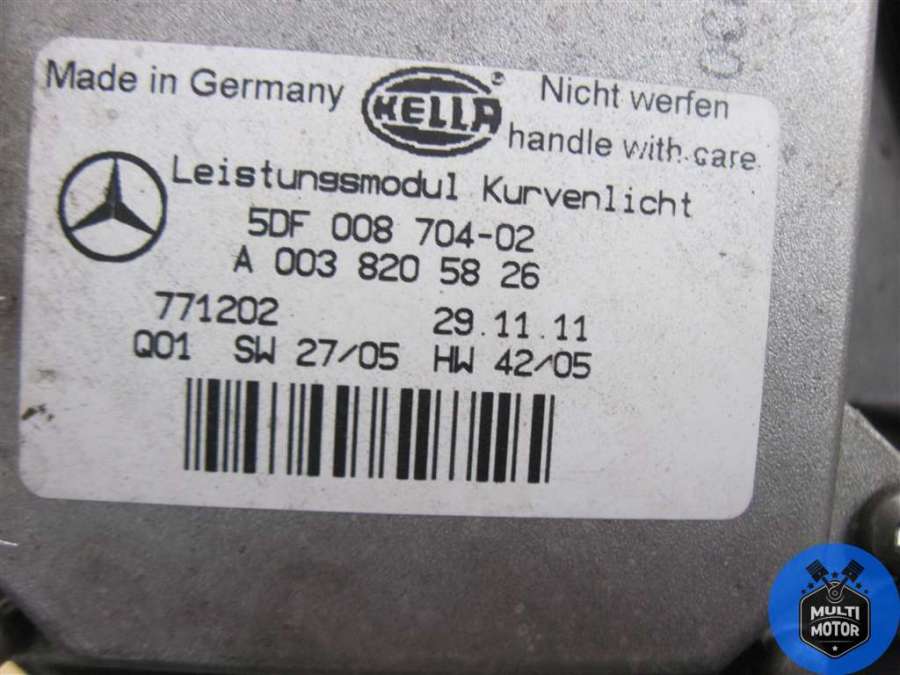 Made in Germany
HELLA
®
Nicht werfen
handle with care
Leistungsmodul Kurvenlicht
5DF 008 704-02
A 003 820 58 26
771202 29.11.11
Q01 SW 27/05 HW 42/05
MULTI
MOTOR